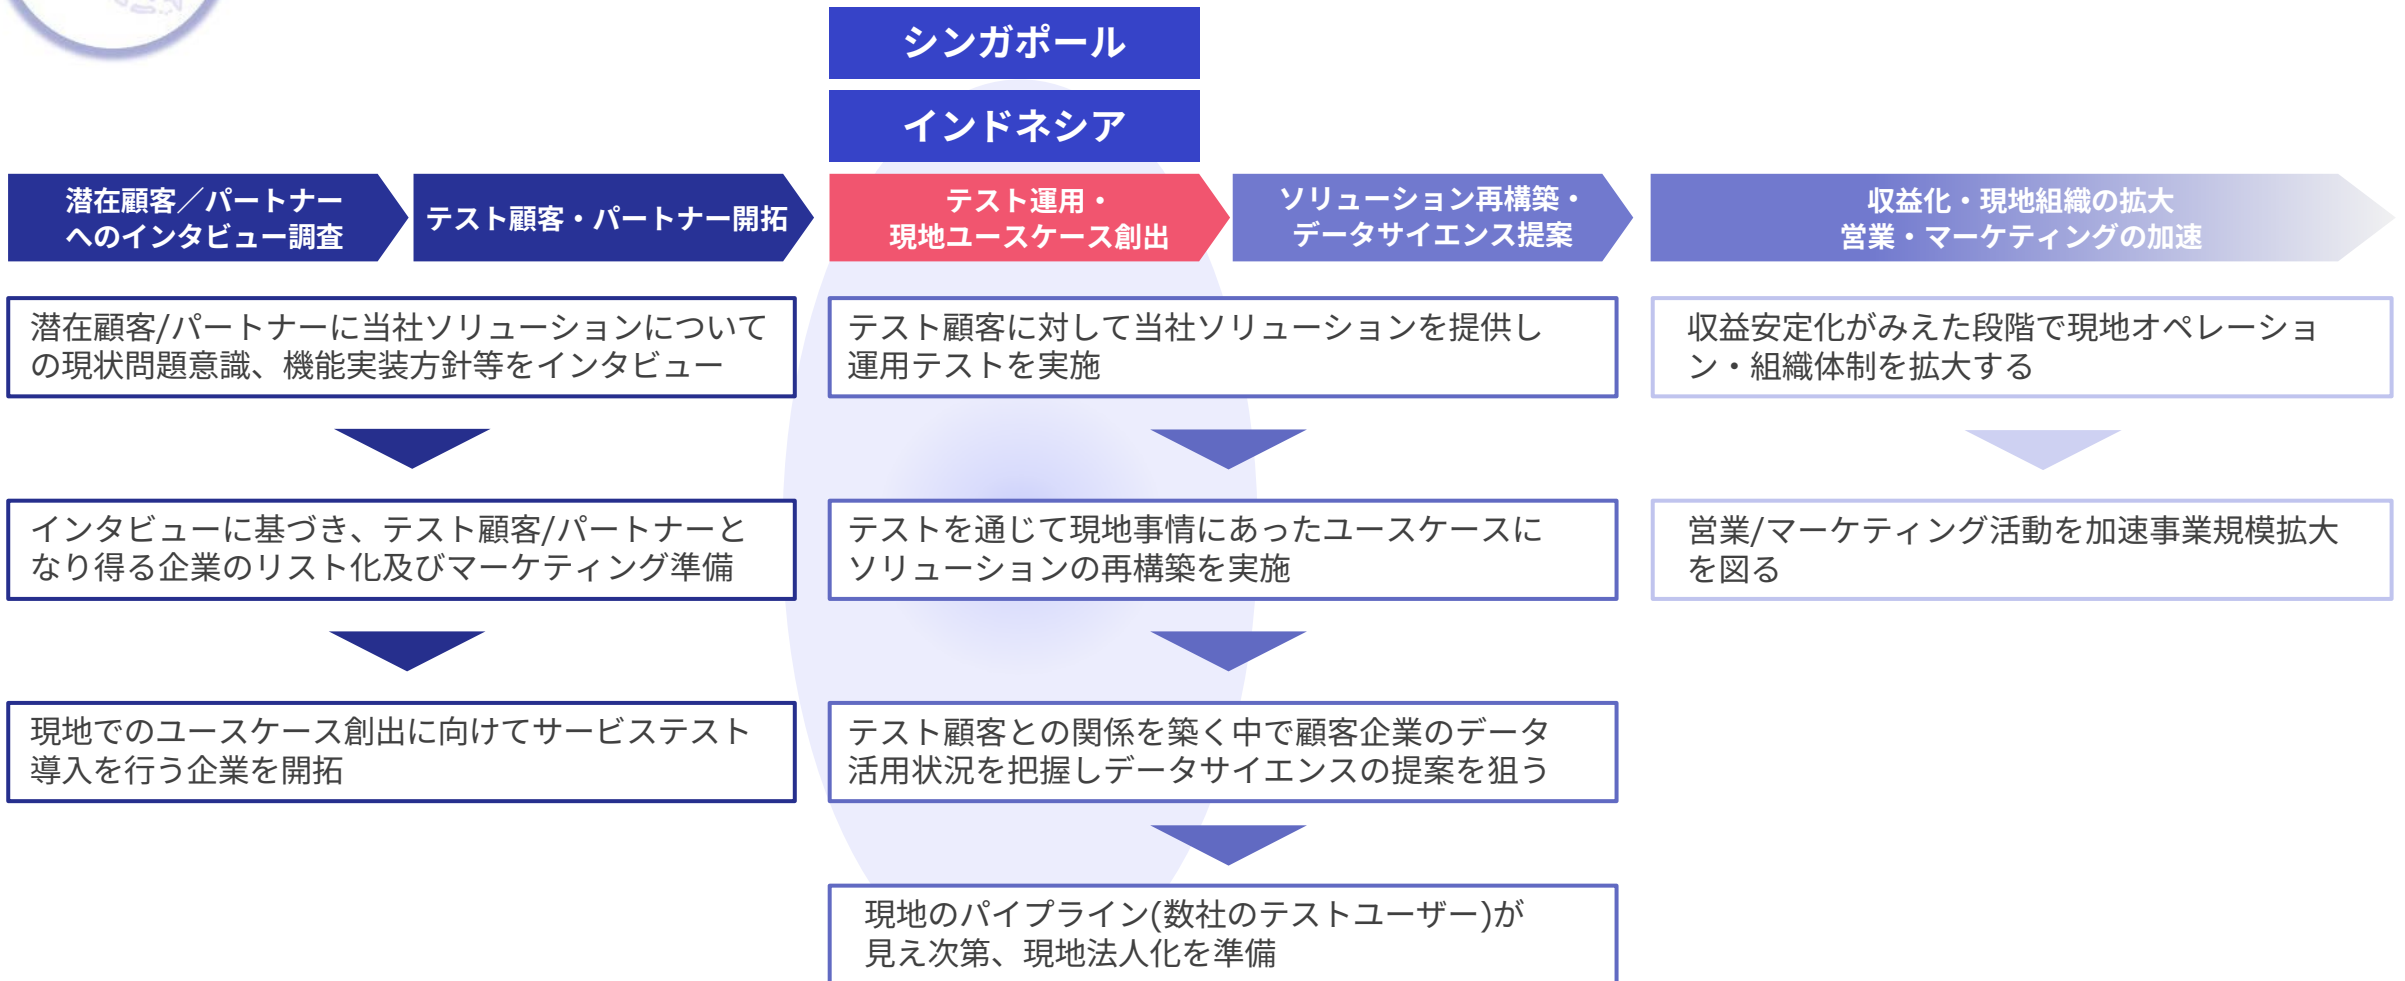 シンガポール
インドネシア
潜在顧客／パートナー
へのインタビュー調査
テスト顧客・パートナー開拓
テスト運用・
現地ユースケース創出
ソリューション再構築・
データサイエンス提案
収益化・現地組織の拡大
営業・マーケティングの加速
潜在顧客/パートナーに当社ソリューションについて
の現状問題意識、機能実装方針等をインタビュー
インタビューに基づき、テスト顧客/パートナーと
なり得る企業のリスト化及びマーケティング準備
現地でのユースケース創出に向けてサービステスト
導入を行う企業を開拓
テスト顧客に対して当社ソリューションを提供し
運用テストを実施
テストを通じて現地事情にあったユースケースに
ソリューションの再構築を実施
テスト顧客との関係を築く中で顧客企業のデータ
活用状況を把握しデータサイエンスの提案を狙う
現地のパイプライン(数社のテストユーザー)が
見え次第、現地法人化を準備
収益安定化がみえた段階で現地オペレーショ
ン・組織体制を拡大する
営業/マーケティング活動を加速事業規模拡大
を図る